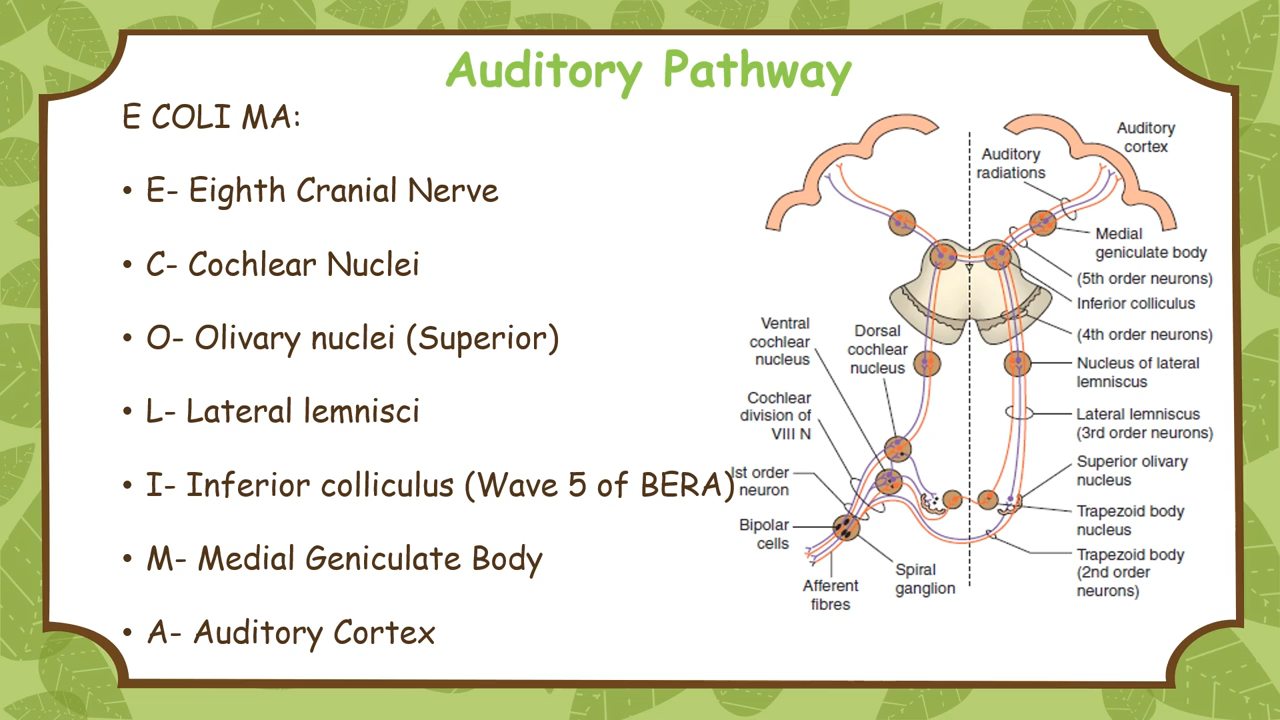 Auditory Pathway
E COLI MA:
• E- Eighth Cranial Nerve
• C- Cochlear Nuclei
• O- Olivary nuclei (Superior)
• L- Lateral lemnisci
• I- Inferior colliculus (Wave 5 of BERA)
• M- Medial Geniculate Body
• A- Auditory Cortex
Auditory
cortex
Auditory
radiations
Medial
geniculate body
(5th order neurons)
Inferior colliculus
(4th order neurons)
Ventral
cochlear
nucleus
Dorsal
cochlear
nucleus
Nucleus of lateral
lemniscus
Cochlear
division of
VIII N
Lateral lemniscus
(3rd order neurons)
Ist order
neuron
Superior olivary
nucleus
Trapezoid body
nucleus
Bipolar
cells
Trapezoid body
(2nd order
neurons)
Spiral
ganglion
Afferent
fibres